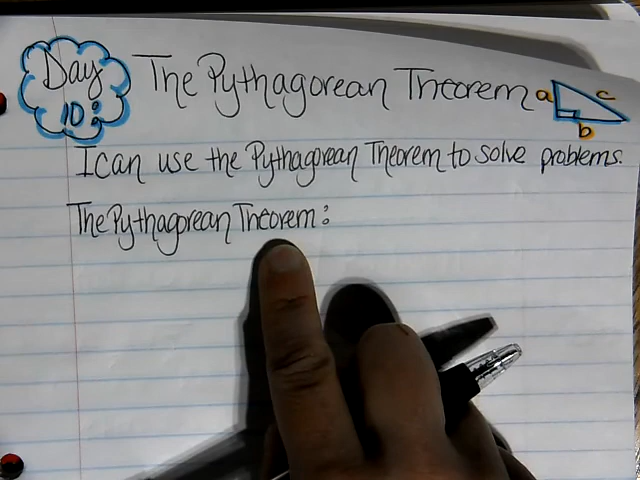 Day
10:
The Pythagorean Theorem
a
c
b
I can use the Pythagorean Theorem to solve problems.
The Pythagorean Theorem: